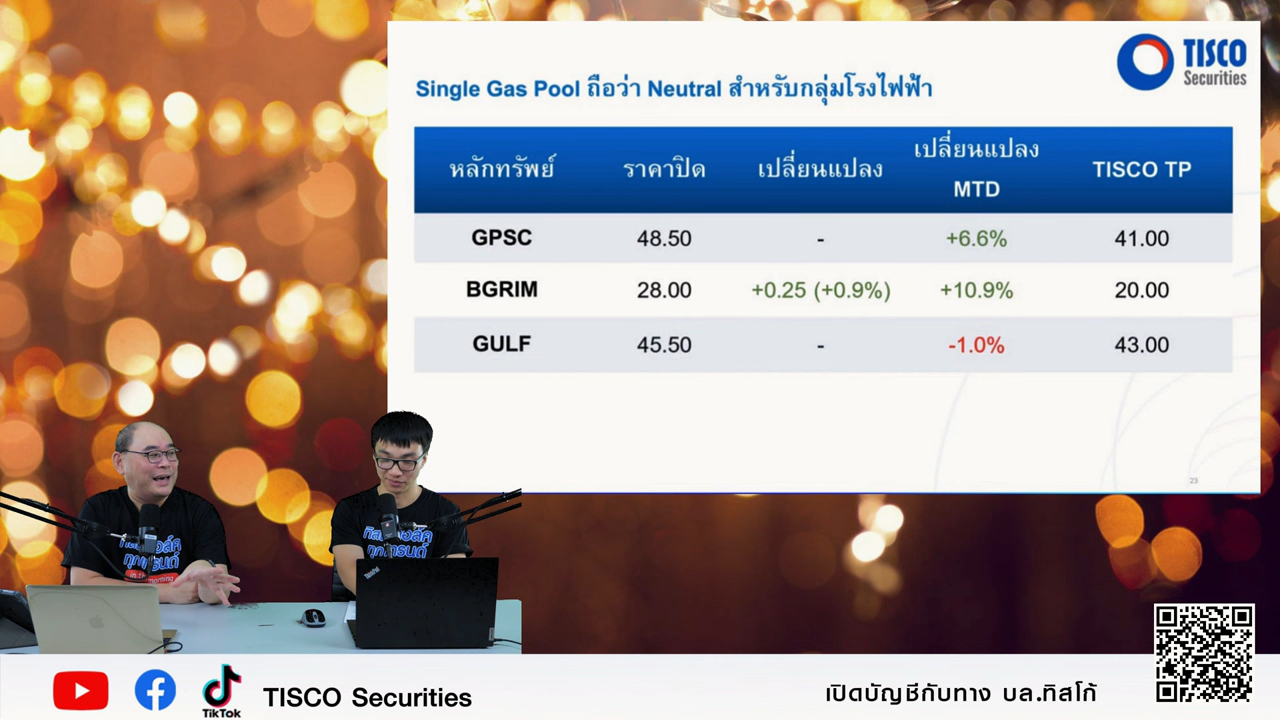 TISCO
Securities
Single Gas Pool ถือว่า Neutral สำหรับกลุ่มโรงไฟฟ้า
หลักทรัพย์ ราคาปิด เปลี่ยนแปลง เปลี่ยนแปลง MTD TISCO TP
GPSC 48.50 - +6.6% 41.00
BGRIM 28.00 +0.25 (+0.9%) +10.9% 20.00
GULF 45.50 - -1.0% 43.00
23
ThinkPad
TikTok
TISCO Securities
เปิดบัญชีกับทาง บล.ทิสโก้